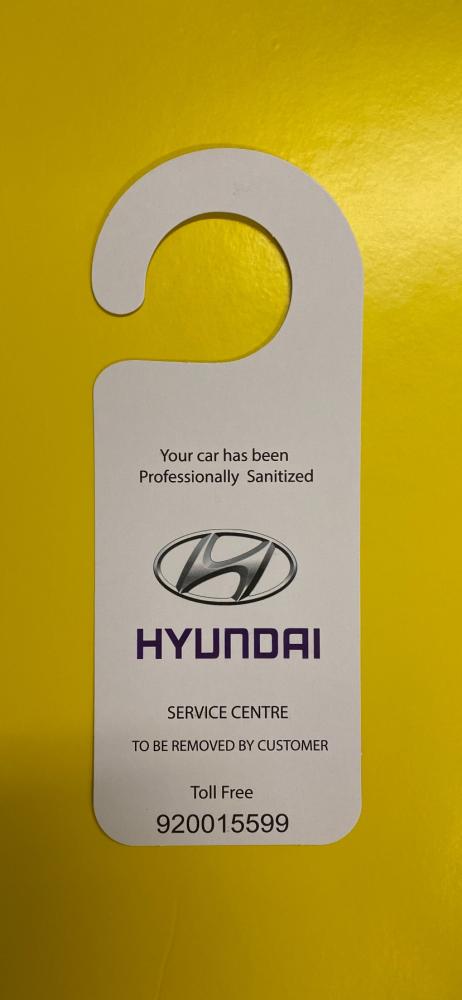 Your car has been
Professionally Sanitized
HYUNDAI
SERVICE CENTRE
TO BE REMOVED BY CUSTOMER
Toll Free
920015599